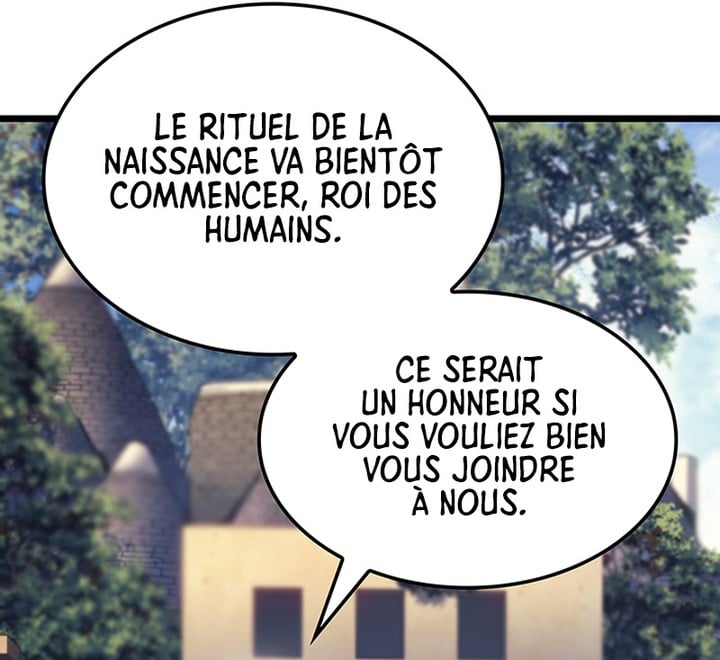 LE RITUEL DE LA
NAISSANCE VA BIENTÔT
COMMENCER, ROI DES
HUMAINS.
CE SERAIT
UN HONNEUR SI
VOUS VOULIEZ BIEN
VOUS JOINDRE
À NOUS.